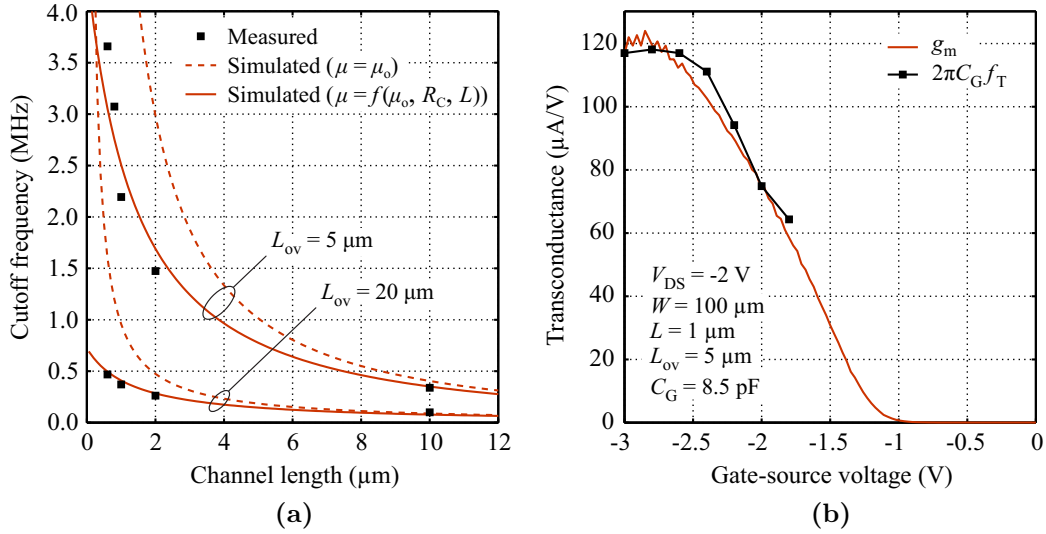 4.0
3.5
3.0
2.5
2.0
1.5
1.0
0.5
0.0
Cutoff frequency (MHz)
Measured
Simulated (μ = μo)
Simulated (μ = f(μo, RC, L))
Lov = 5 μm
Lov = 20 μm
0 2 4 6 8 10 12
Channel length (μm)
(a)
120
100
80
60
40
20
0
Transconductance (μA/V)
gm
2πCG fT
VDS = -2 V
W = 100 μm
L = 1 μm
Lov = 5 μm
CG = 8.5 pF
-3 -2.5 -2 -1.5 -1 -0.5 0
Gate-source voltage (V)
(b)